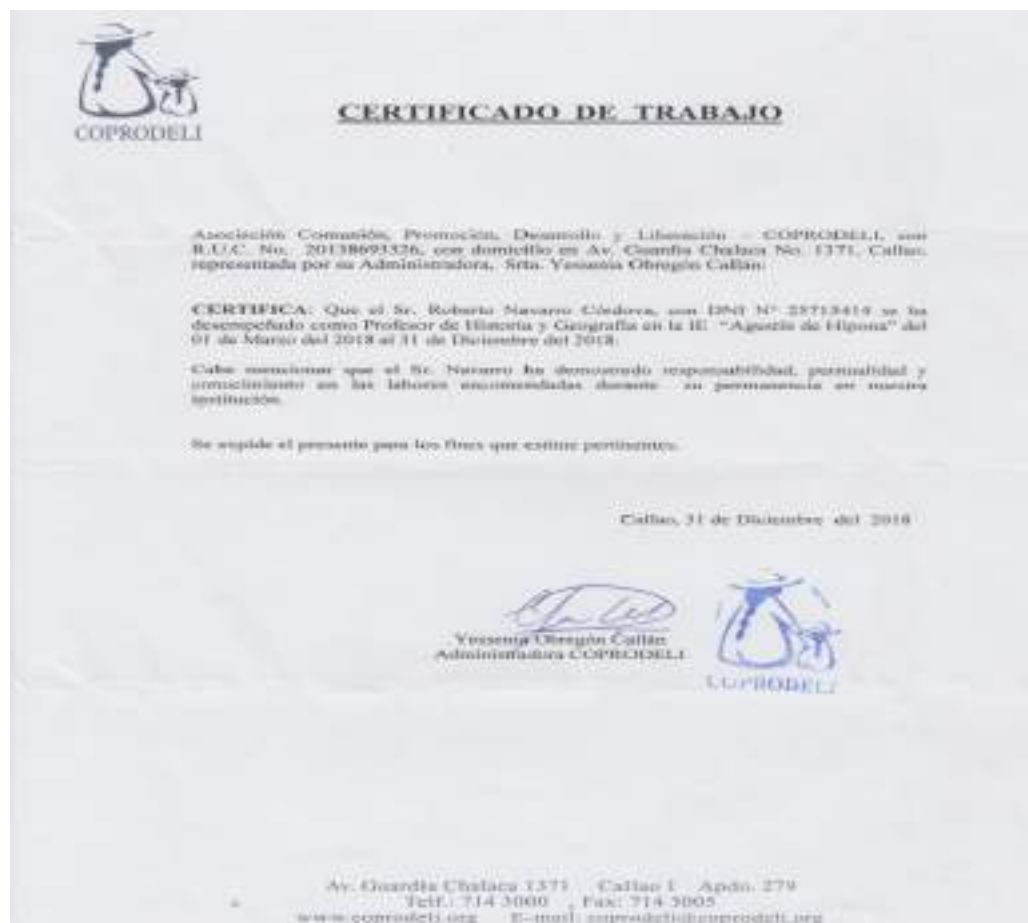 COPRODELI
CERTIFICADO DE TRABAJO
Asociación Comunión, Promoción, Desarrollo y Liberación – COPRODELI, con
R.U.C. No. 20138693326, con domicilio en Av. Guardia Chalaca No. 1371, Callao,
representada por su Administradora, Srta. Yessenia Obregón Callán:
CERTIFICA: Que el Sr. Roberto Navarro Córdova, con DNI N° se ha
desempeñado como Profesor de Historia y Geografía en la IE "Agustín de Hipona" del
01 de Marzo del 2018 al 31 de Diciembre del 2018.
Cabe mencionar que el Sr. Navarro ha demostrado responsabilidad, puntualidad y
conocimiento en las labores encomendadas durante su permanencia en nuestra
institución.
Se expide el presente para los fines que estime pertinentes.
Callao, 31 de Diciembre del 2018
Yessenia Obregón Callán
Administradora COPRODELI
COPRODELI
Av. Guardia Chalaca 1371 Callao 1 Apdo. 279
Telf.: 714 3000 , Fax: 714 3005
www.coprodeli.org E-mail: coprodeli@coprodeli.org